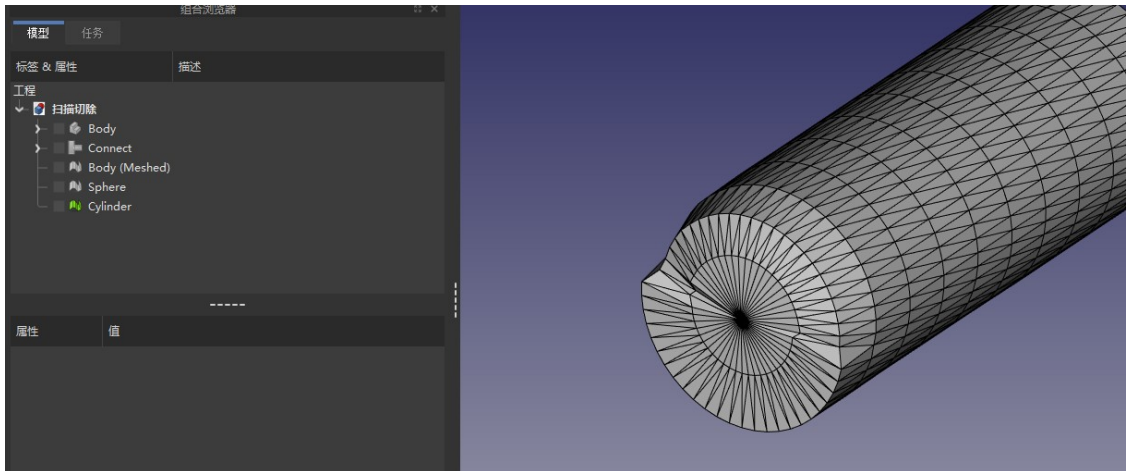 组合浏览器
模型 任务
标签 & 属性 描述
工程
扫描切除
Body
Connect
Body (Meshed)
Sphere
Cylinder
属性 值